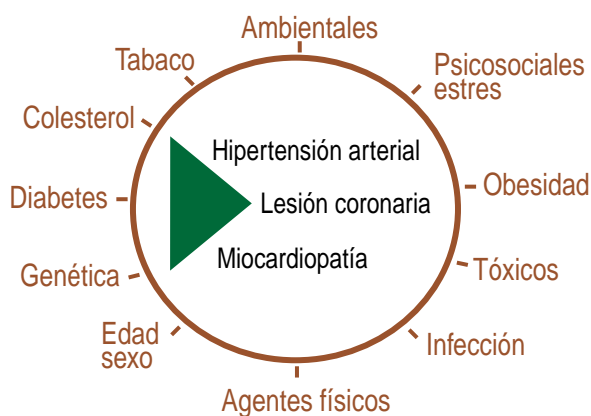 Ambientales
Tabaco
Psicosociales
estres
Colesterol
Hipertensión arterial
Diabetes
Lesión coronaria
Obesidad
Genética
Miocardiopatía
Tóxicos
Edad
sexo
Infección
Agentes físicos